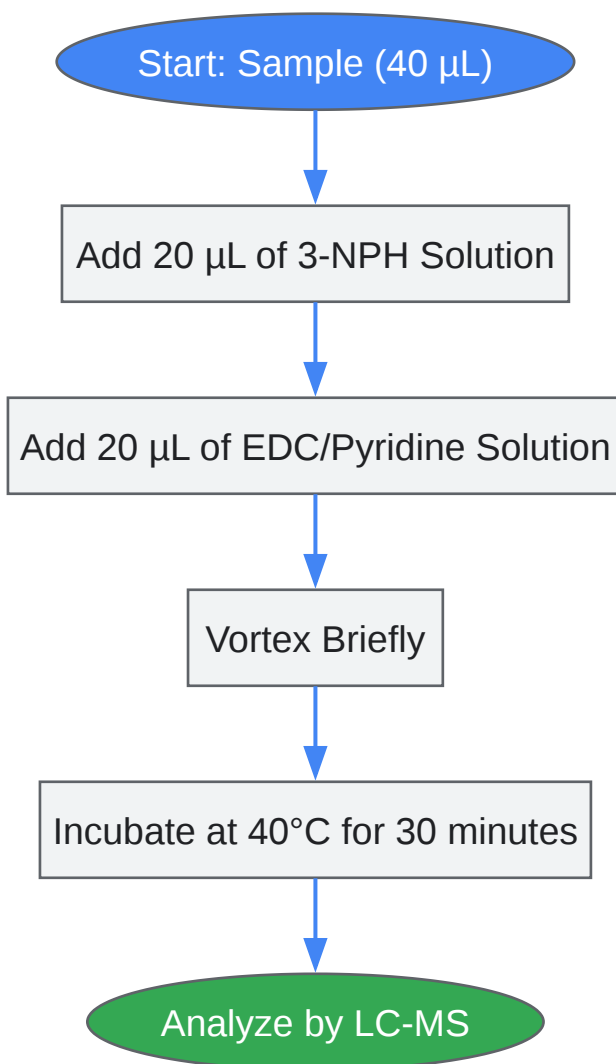 Start: Sample (40 µL)
Add 20 µL of 3-NPH Solution
Add 20 µL of EDC/Pyridine Solution
Vortex Briefly
Incubate at 40°C for 30 minutes
Analyze by LC-MS